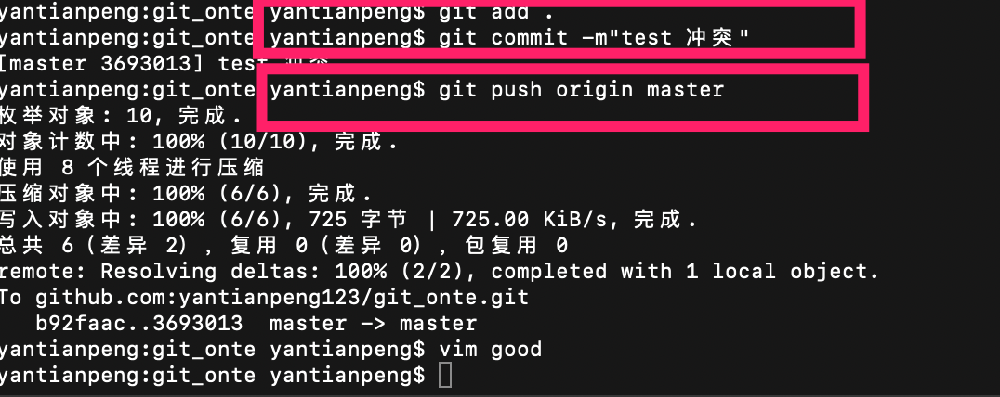 yantianpeng:git_onte yantianpeng$ git add .
yantianpeng:git_onte yantianpeng$ git commit -m"test 冲突"
[master 3693013] test 冲突
yantianpeng:git_onte yantianpeng$ git push origin master
枚举对象: 10, 完成.
对象计数中: 100% (10/10), 完成.
使用 8 个线程进行压缩
压缩对象中: 100% (6/6), 完成.
写入对象中: 100% (6/6), 725 字节 | 725.00 KiB/s, 完成.
总共 6（差异 2）, 复用 0（差异 0）, 包复用 0
remote: Resolving deltas: 100% (2/2), completed with 1 local object.
To github.com:yantianpeng123/git_onte.git
b92faac..3693013  master -> master
yantianpeng:git_onte yantianpeng$ vim good
yantianpeng:git_onte yantianpeng$